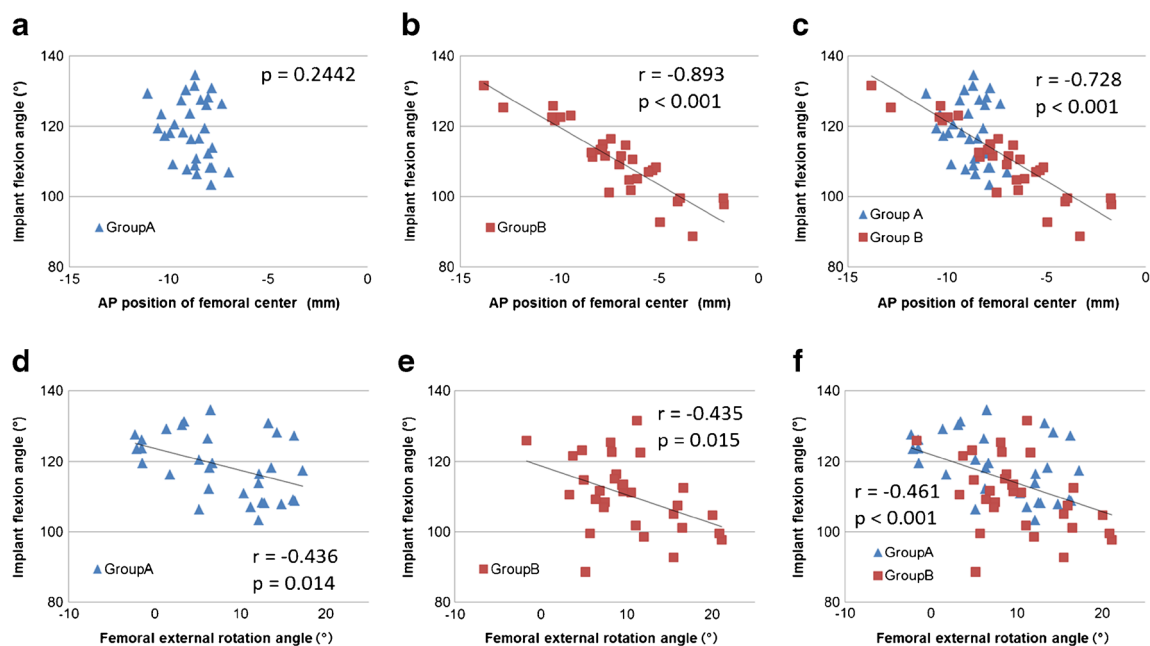 a
140
120
100
80
-15
-10
-5
0
Implant flexion angle (°)
AP position of femoral center (mm)
p = 0.2442
GroupA
b
140
120
100
80
-15
-10
-5
0
Implant flexion angle (°)
AP position of femoral center (mm)
r = -0.893
p < 0.001
GroupB
c
140
120
100
80
-15
-10
-5
0
Implant flexion angle (°)
AP position of femoral center (mm)
r = -0.728
p < 0.001
Group A
Group B
d
140
120
100
80
-10
0
10
20
Implant flexion angle (°)
Femoral external rotation angle (°)
r = -0.436
p = 0.014
GroupA
e
140
120
100
80
-10
0
10
20
Implant flexion angle (°)
Femoral external rotation angle (°)
r = -0.435
p = 0.015
GroupB
f
140
120
100
80
-10
0
10
20
Implant flexion angle (°)
Femoral external rotation angle (°)
r = -0.461
p < 0.001
GroupA
GroupB